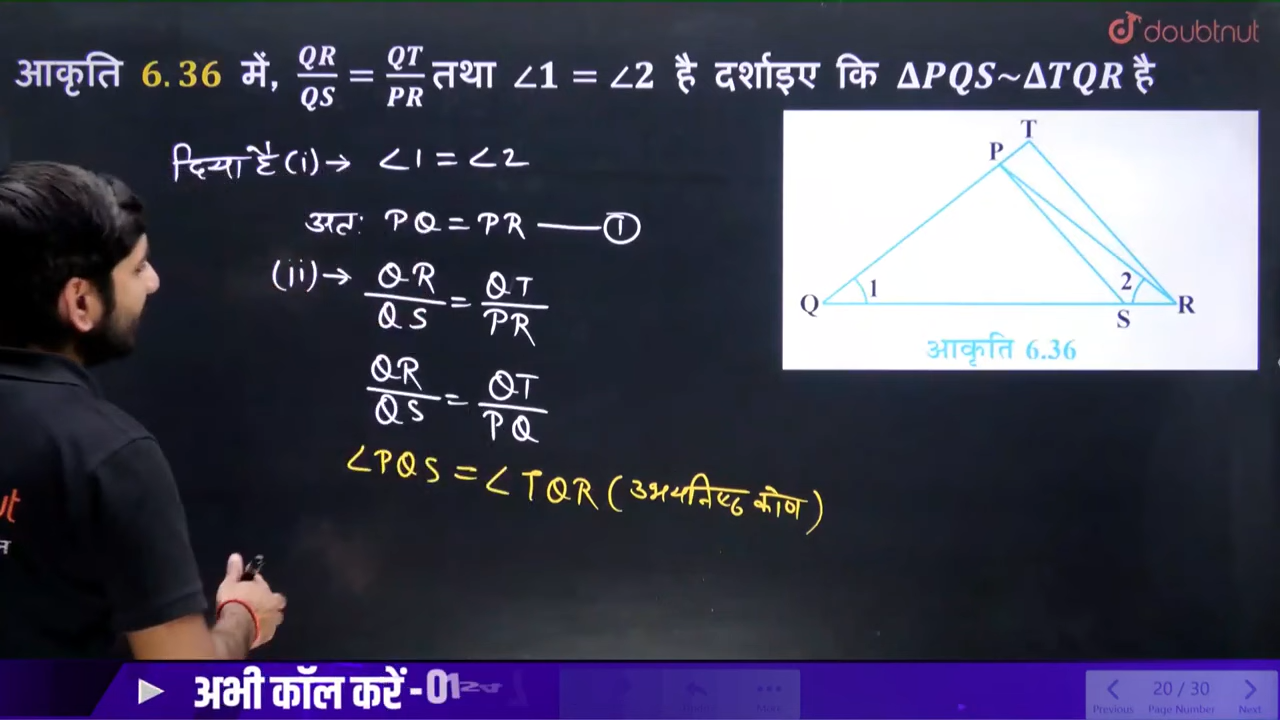 doubtnut
आकृति 6.36 में, QR/QS = QT/PR तथा ∠1 = ∠2 है दर्शाइए कि ΔPQS~ΔTQR है
दिया है (i) → ∠1 = ∠2
अतः PQ = PR —— ①
(ii) → QR/QS = QT/PR
QR/QS = QT/PQ
∠PQS = ∠TQR (उभयनिष्ठ कोण)
T
P
Q
1
2
S
R
आकृति 6.36
अभी कॉल करें - 01
20 / 30
Previous Page Number Next